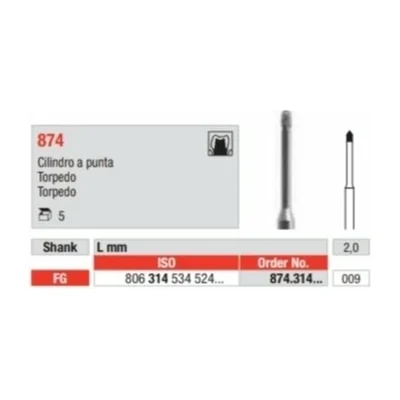 874
Cilindro a punta
Torpedo
Torpedo
5
Shank L mm 2,0
ISO Order No.
FG 806 314 534 524... 874.314... 009